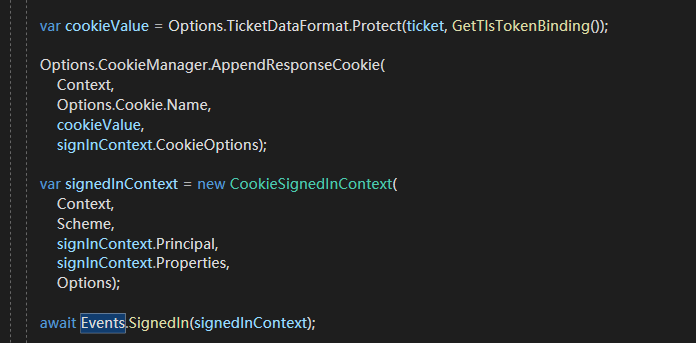 var cookieValue = Options.TicketDataFormat.Protect(ticket, GetTlsTokenBinding());
Options.CookieManager.AppendResponseCookie(
Context,
Options.Cookie.Name,
cookieValue,
signInContext.CookieOptions);
var signedInContext = new CookieSignedInContext(
Context,
Scheme,
signInContext.Principal,
signInContext.Properties,
Options);
await Events.SignedIn(signedInContext);